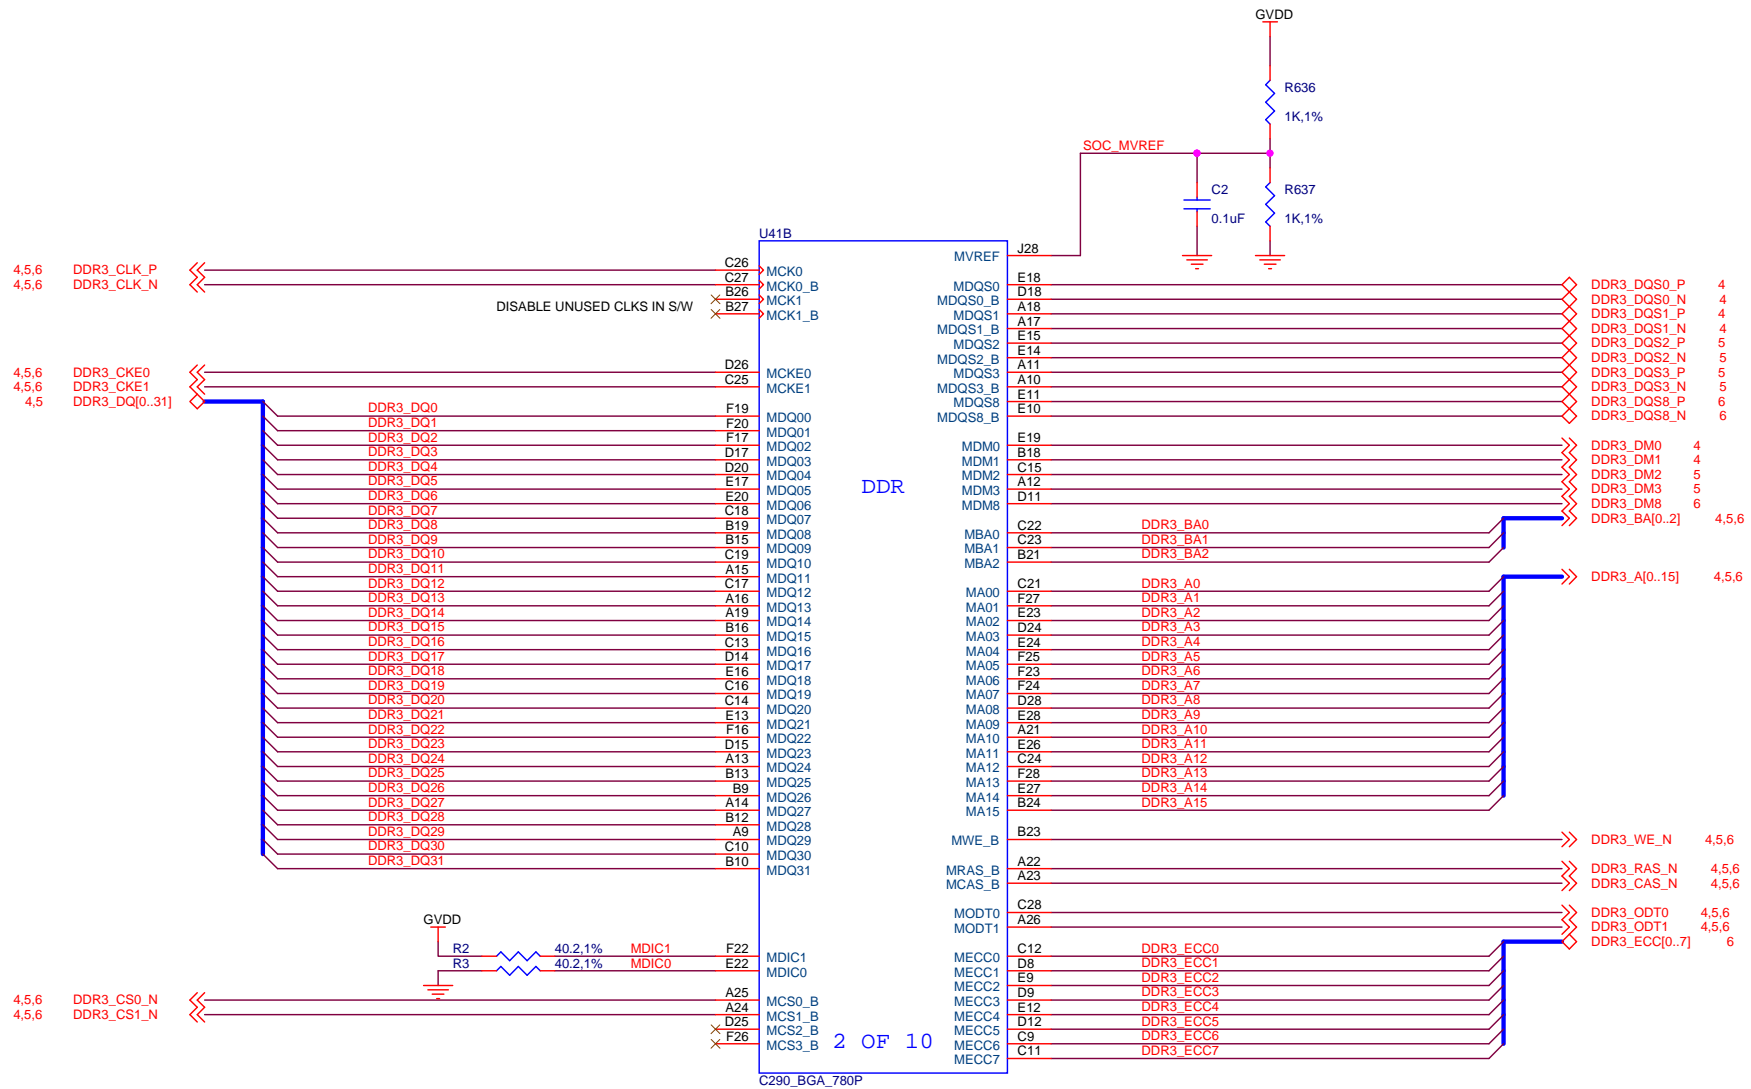 GVDD
R636
1K,1%
SOC_MVREF
C2
0.1uF
R637
1K,1%
U41B
4,5,6 DDR3_CLK_P C26 MCK0
4,5,6 DDR3_CLK_N C27 MCK0_B
B26 MCK1
DISABLE UNUSED CLKS IN S/W B27 MCK1_B
4,5,6 DDR3_CKE0 D26 MCKE0
4,5,6 DDR3_CKE1 C25 MCKE1
4,5 DDR3_DQ[0..31]
DDR3_DQ0 F19 MDQ00
DDR3_DQ1 F20 MDQ01
DDR3_DQ2 F17 MDQ02
DDR3_DQ3 D17 MDQ03
DDR3_DQ4 D20 MDQ04
DDR3_DQ5 E17 MDQ05
DDR3_DQ6 E20 MDQ06
DDR3_DQ7 C18 MDQ07
DDR3_DQ8 B19 MDQ08
DDR3_DQ9 B15 MDQ09
DDR3_DQ10 C19 MDQ10
DDR3_DQ11 A15 MDQ11
DDR3_DQ12 C17 MDQ12
DDR3_DQ13 A16 MDQ13
DDR3_DQ14 A19 MDQ14
DDR3_DQ15 B16 MDQ15
DDR3_DQ16 C13 MDQ16
DDR3_DQ17 D14 MDQ17
DDR3_DQ18 E16 MDQ18
DDR3_DQ19 C16 MDQ19
DDR3_DQ20 C14 MDQ20
DDR3_DQ21 E13 MDQ21
DDR3_DQ22 F16 MDQ22
DDR3_DQ23 D15 MDQ23
DDR3_DQ24 A13 MDQ24
DDR3_DQ25 B13 MDQ25
DDR3_DQ26 B9 MDQ26
DDR3_DQ27 A14 MDQ27
DDR3_DQ28 B12 MDQ28
DDR3_DQ29 A9 MDQ29
DDR3_DQ30 C10 MDQ30
DDR3_DQ31 B10 MDQ31
GVDD
R2 40.2,1% MDIC1 F22 MDIC1
R3 40.2,1% MDIC0 E22 MDIC0
4,5,6 DDR3_CS0_N A25 MCS0_B
4,5,6 DDR3_CS1_N A24 MCS1_B
D25 MCS2_B
F26 MCS3_B
DDR
2 OF 10
C290_BGA_780P
MVREF J28
MDQS0 E18 DDR3_DQS0_P 4
MDQS0_B D18 DDR3_DQS0_N 4
MDQS1 A18 DDR3_DQS1_P 4
MDQS1_B A17 DDR3_DQS1_N 4
MDQS2 E15 DDR3_DQS2_P 5
MDQS2_B E14 DDR3_DQS2_N 5
MDQS3 A11 DDR3_DQS3_P 5
MDQS3_B A10 DDR3_DQS3_N 5
MDQS8 E11 DDR3_DQS8_P 6
MDQS8_B E10 DDR3_DQS8_N 6
MDM0 E19 DDR3_DM0 4
MDM1 B18 DDR3_DM1 4
MDM2 C15 DDR3_DM2 5
MDM3 A12 DDR3_DM3 5
MDM8 D11 DDR3_DM8 6
DDR3_BA[0..2] 4,5,6
MBA0 C22 DDR3_BA0
MBA1 C23 DDR3_BA1
MBA2 B21 DDR3_BA2
DDR3_A[0..15] 4,5,6
MA00 C21 DDR3_A0
MA01 F27 DDR3_A1
MA02 E23 DDR3_A2
MA03 D24 DDR3_A3
MA04 E24 DDR3_A4
MA05 F25 DDR3_A5
MA06 F23 DDR3_A6
MA07 F24 DDR3_A7
MA08 D28 DDR3_A8
MA09 E28 DDR3_A9
MA10 A21 DDR3_A10
MA11 E26 DDR3_A11
MA12 C24 DDR3_A12
MA13 F28 DDR3_A13
MA14 E27 DDR3_A14
MA15 B24 DDR3_A15
MWE_B B23 DDR3_WE_N 4,5,6
MRAS_B A22 DDR3_RAS_N 4,5,6
MCAS_B A23 DDR3_CAS_N 4,5,6
MODT0 C28 DDR3_ODT0 4,5,6
MODT1 A26 DDR3_ODT1 4,5,6
DDR3_ECC[0..7] 6
MECC0 C12 DDR3_ECC0
MECC1 D8 DDR3_ECC1
MECC2 E9 DDR3_ECC2
MECC3 D9 DDR3_ECC3
MECC4 E12 DDR3_ECC4
MECC5 D12 DDR3_ECC5
MECC6 C9 DDR3_ECC6
MECC7 C11 DDR3_ECC7